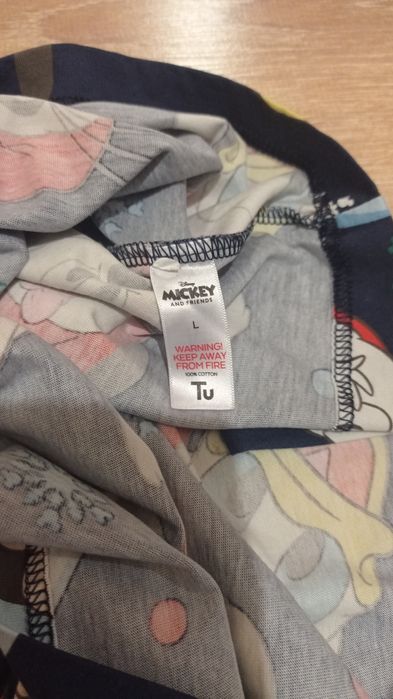 Disney
MICKEY
AND FRIENDS
L
WARNING!
KEEP AWAY
FROM FIRE
100% COTTON
Tu